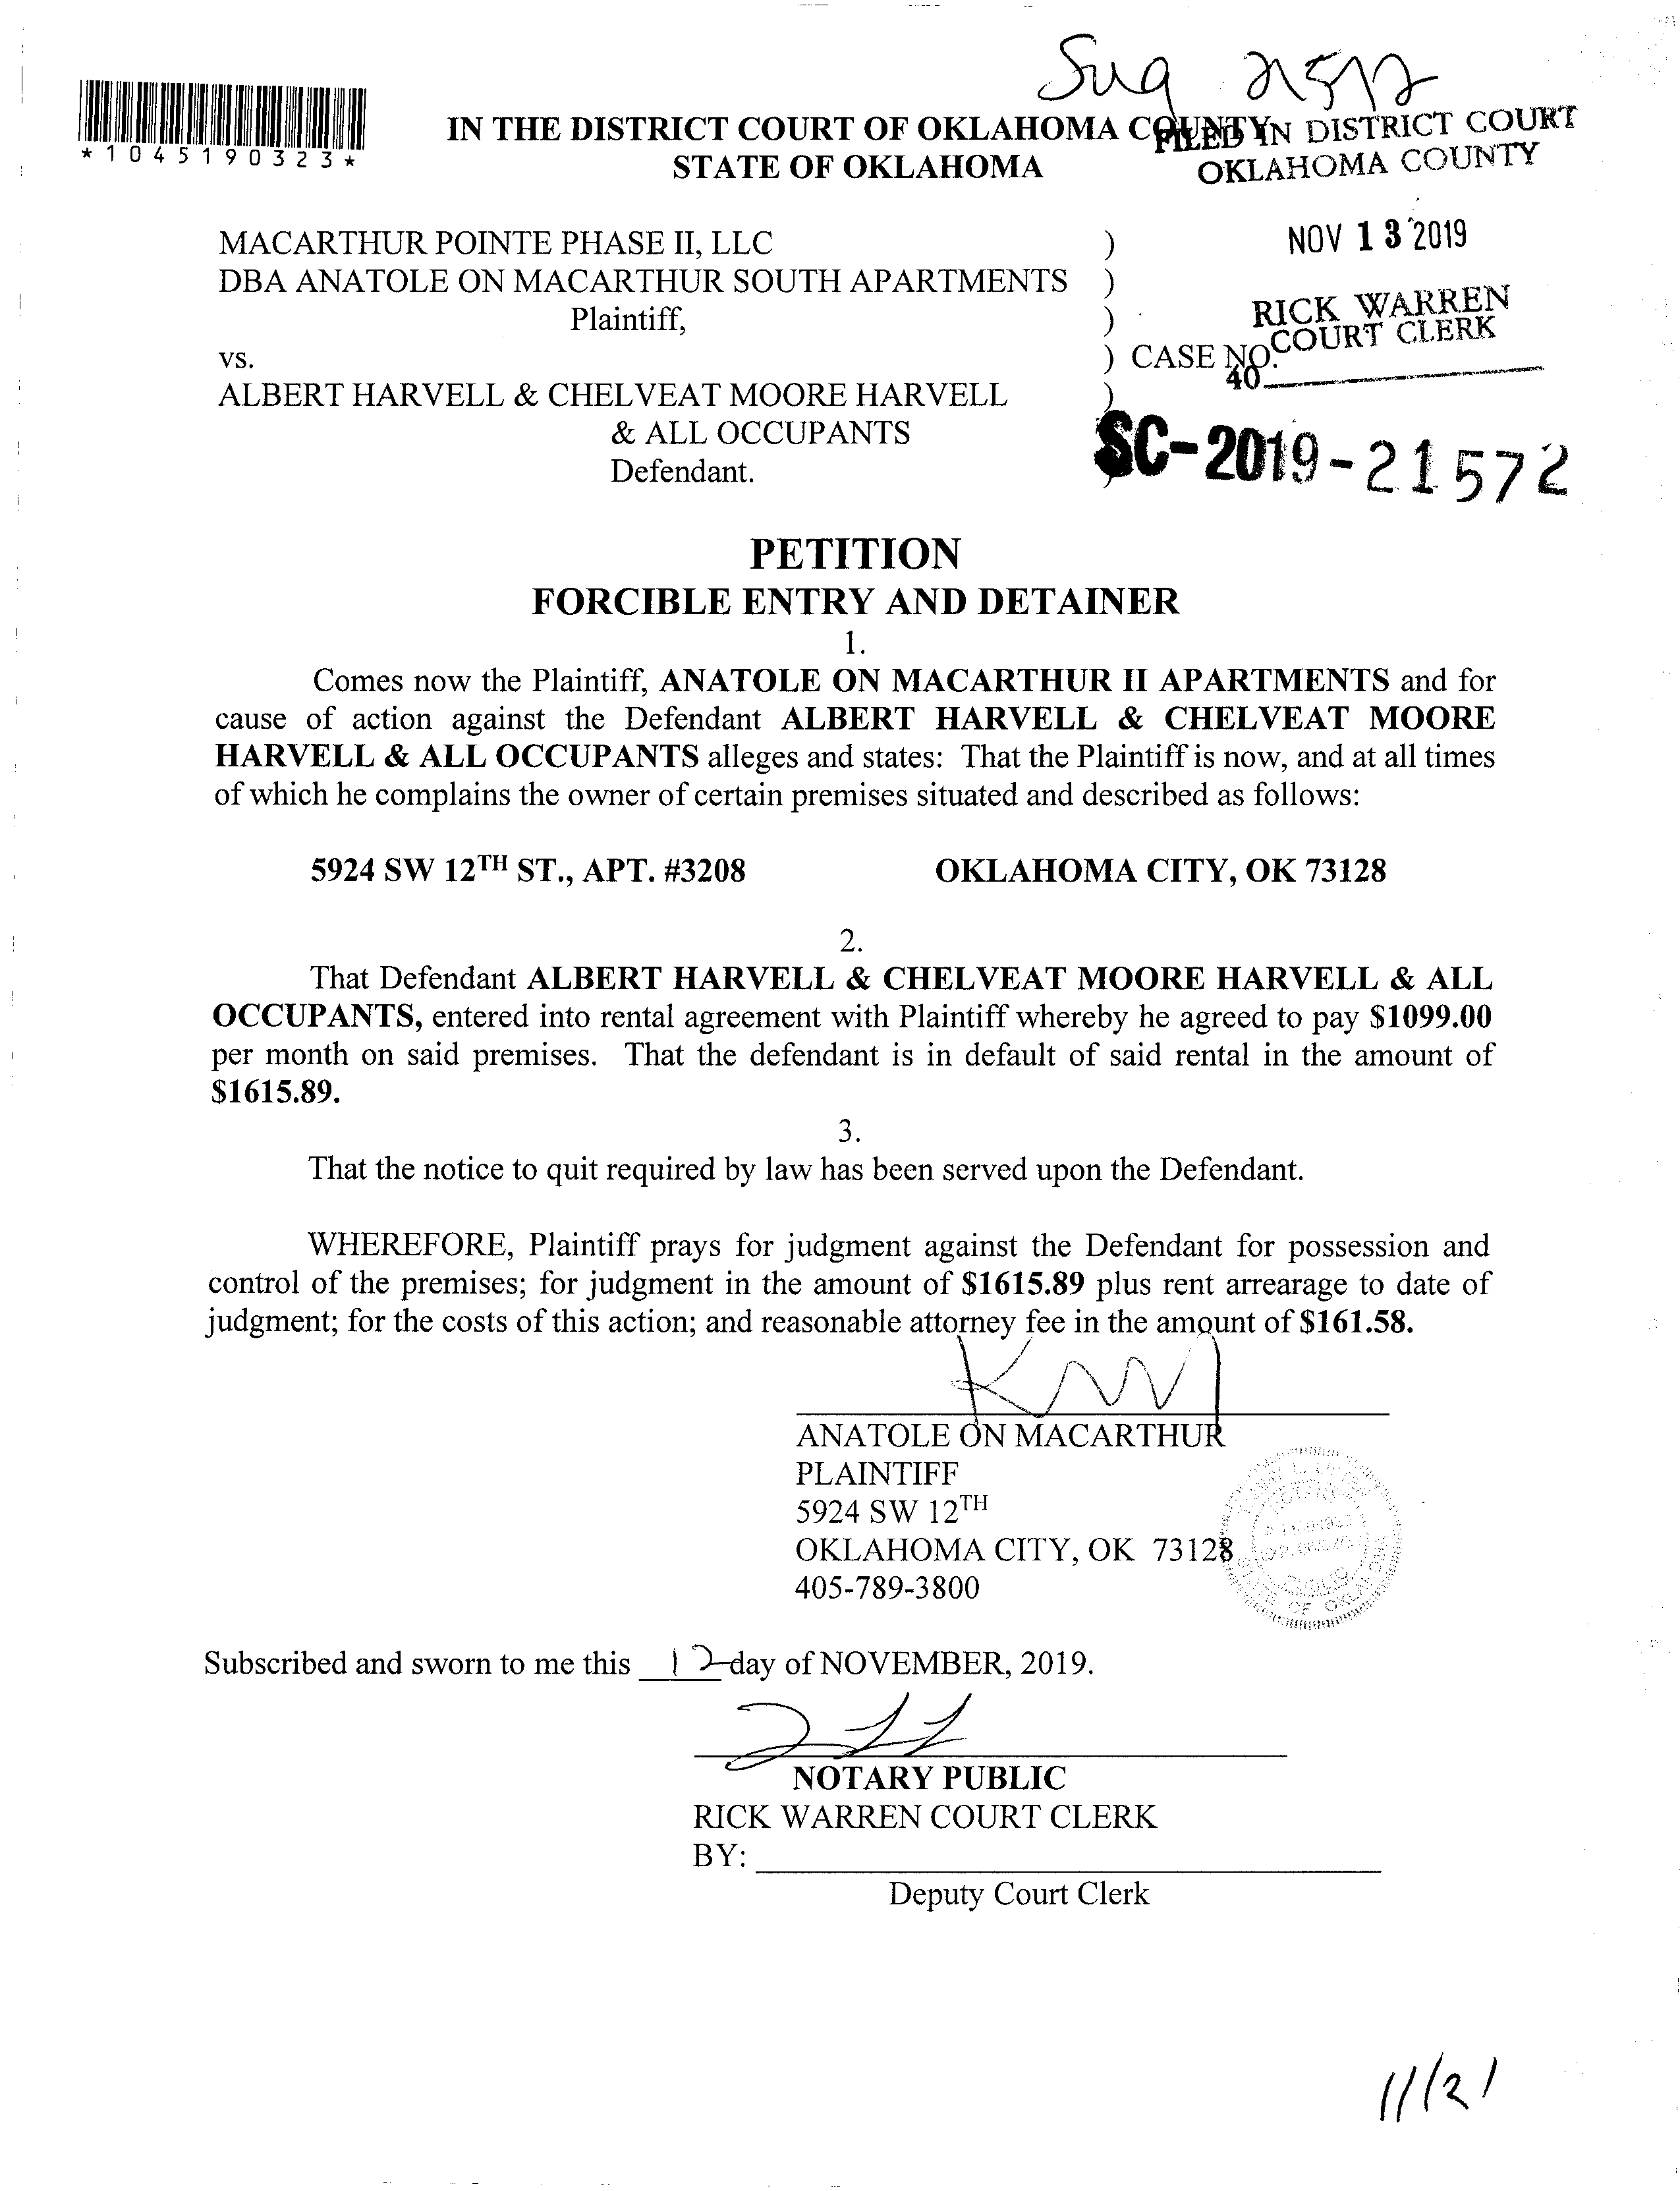 *1045190323*
IN THE DISTRICT COURT OF OKLAHOMA COUNTY
STATE OF OKLAHOMA
FILED IN DISTRICT COURT
OKLAHOMA COUNTY
NOV 13 2019
RICK WARREN
COURT CLERK
40
MACARTHUR POINTE PHASE II, LLC )
DBA ANATOLE ON MACARTHUR SOUTH APARTMENTS )
Plaintiff, )
vs. ) CASE NO.
ALBERT HARVELL & CHELVEAT MOORE HARVELL )
& ALL OCCUPANTS
Defendant.
SC-2019-21572
PETITION
FORCIBLE ENTRY AND DETAINER
1.
Comes now the Plaintiff, ANATOLE ON MACARTHUR II APARTMENTS and for
cause of action against the Defendant ALBERT HARVELL & CHELVEAT MOORE
HARVELL & ALL OCCUPANTS alleges and states: That the Plaintiff is now, and at all times
of which he complains the owner of certain premises situated and described as follows:
5924 SW 12TH ST., APT. #3208 OKLAHOMA CITY, OK 73128
2.
That Defendant ALBERT HARVELL & CHELVEAT MOORE HARVELL & ALL
OCCUPANTS, entered into rental agreement with Plaintiff whereby he agreed to pay $1099.00
per month on said premises. That the defendant is in default of said rental in the amount of
$1615.89.
3.
That the notice to quit required by law has been served upon the Defendant.
WHEREFORE, Plaintiff prays for judgment against the Defendant for possession and
control of the premises; for judgment in the amount of $1615.89 plus rent arrearage to date of
judgment; for the costs of this action; and reasonable attorney fee in the amount of $161.58.
ANATOLE ON MACARTHUR
PLAINTIFF
5924 SW 12TH
OKLAHOMA CITY, OK 73128
405-789-3800
Subscribed and sworn to me this 12 day of NOVEMBER, 2019.
NOTARY PUBLIC
RICK WARREN COURT CLERK
BY:
Deputy Court Clerk
11/21